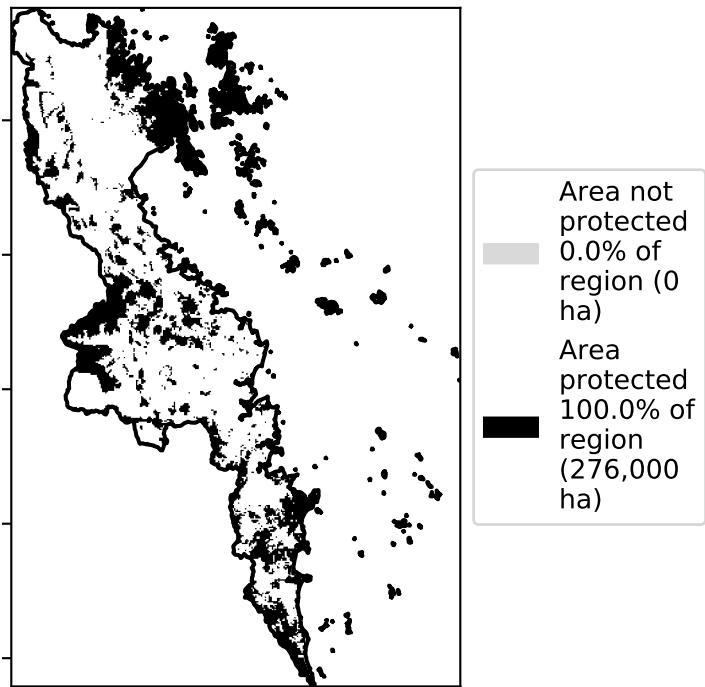 Area not
protected
0.0% of
region (0
ha)
Area
protected
100.0% of
region
(276,000
ha)